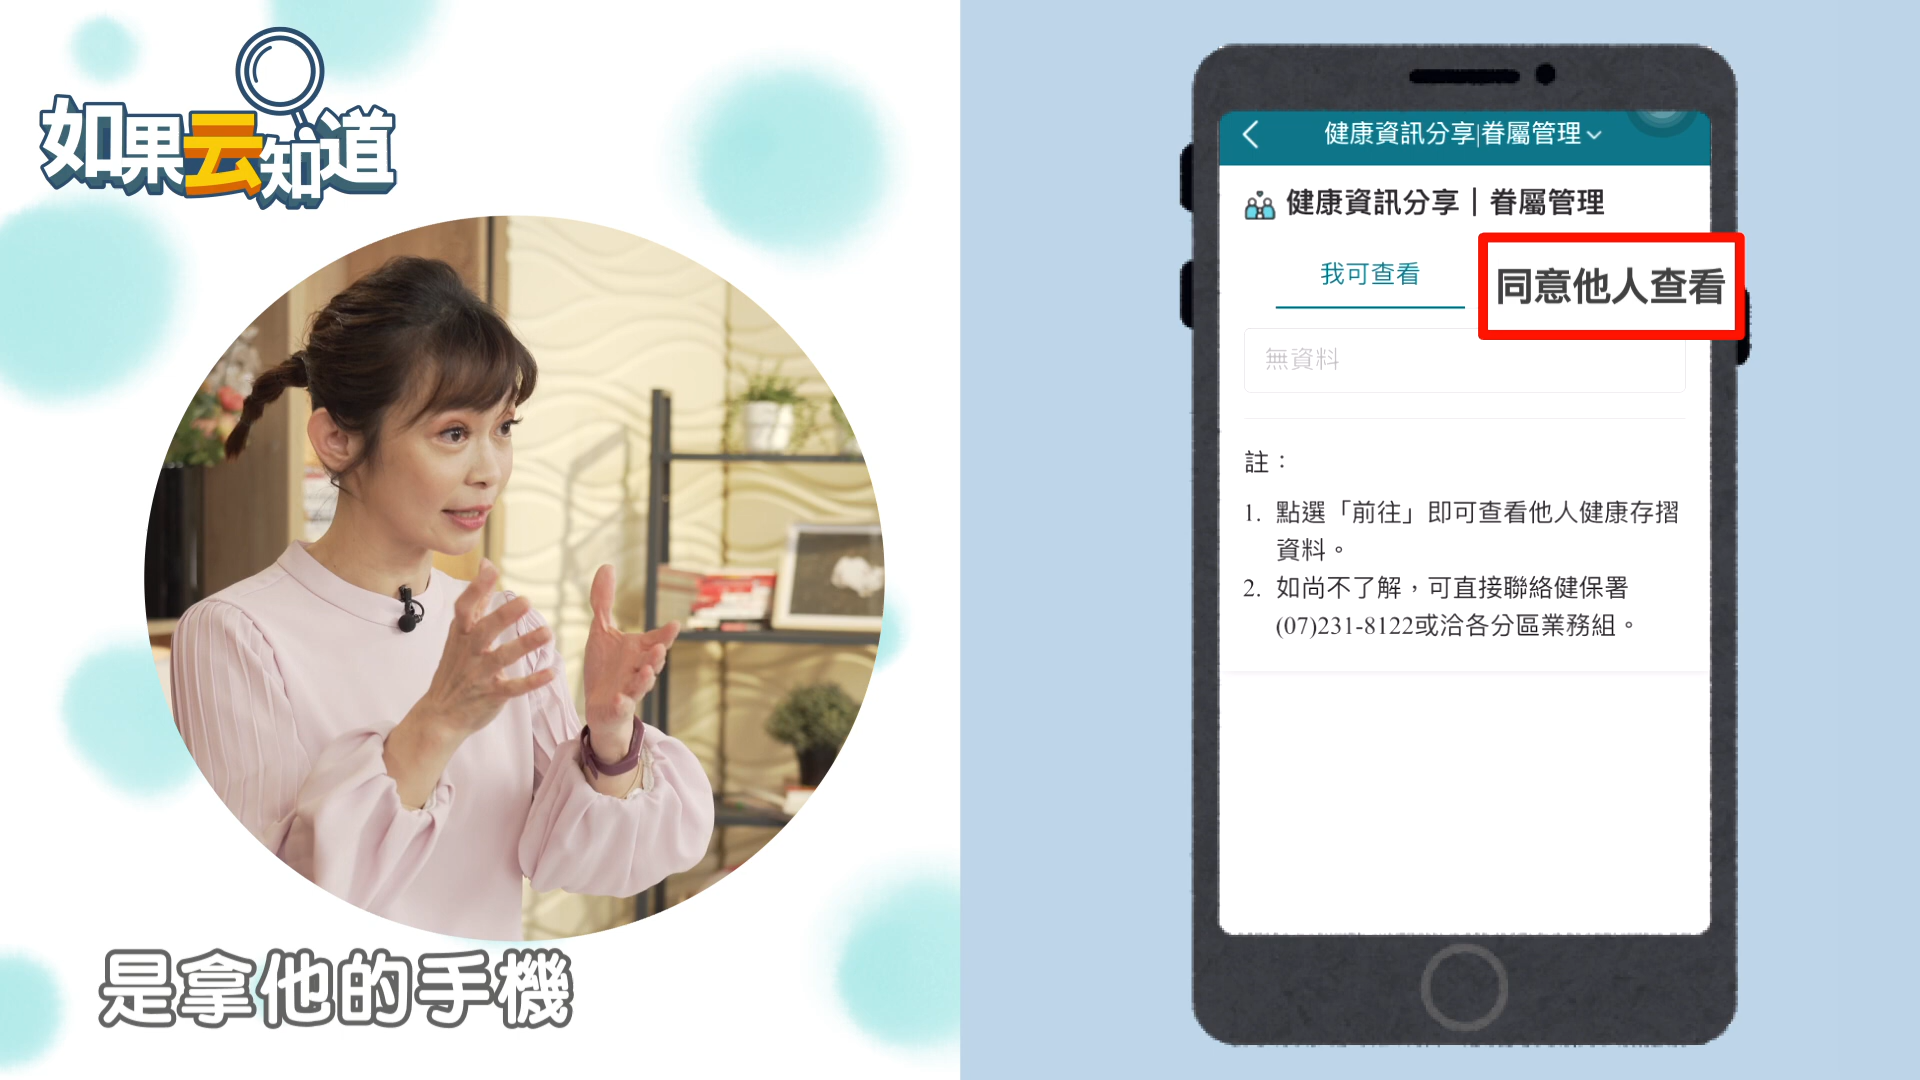 如果云知道
是拿他的手機
健康資訊分享|眷屬管理
健康資訊分享｜眷屬管理
我可查看
同意他人查看
無資料
註：
1. 點選「前往」即可查看他人健康存摺
資料。
2. 如尚不了解，可直接聯絡健保署
(07)231-8122或洽各分區業務組。